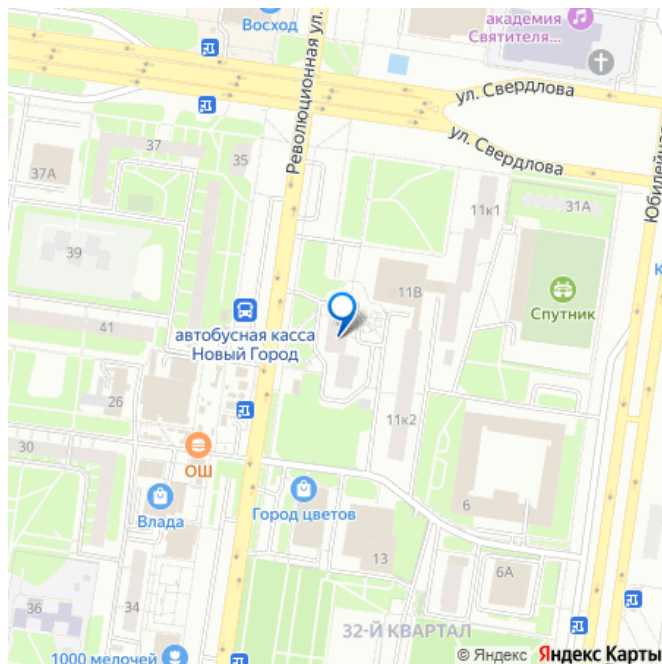 Восход
академия
Святителя...
Революционная ул.
ул. Свердлова
ул. Свердлова
37
35
37А
11к1
31А
39
11В
Спутник
автобусная касса
Новый Город
41
26
11к2
30
ОШ
Влада
Город цветов
6
13
6А
36
34
32-Й КВАРТАЛ
1000 мелочей
© Яндекс Яндекс Карты
Юбилейна
К